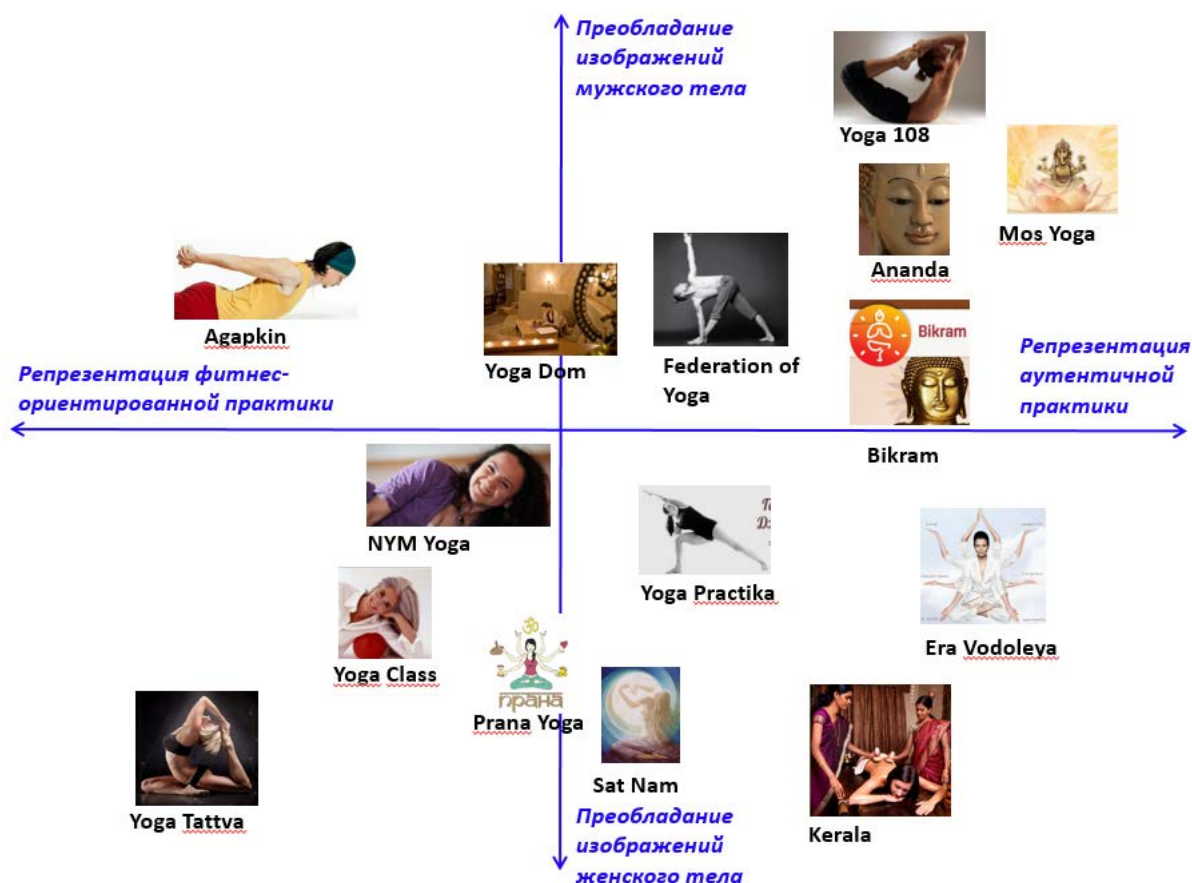 Преобладание
изображений
мужского тела
Yoga 108
Mos Yoga
Ananda
Agapkin
Yoga Dom
Federation of
Yoga
Bikram
Репрезентация
аутентичной
практики
Репрезентация фитнес-
ориентированной практики
Bikram
NYM Yoga
Yoga Practika
Era Vodoleya
Yoga Class
прана
Prana Yoga
Sat Nam
Yoga Tattva
Kerala
Преобладание
изображений
женского тела